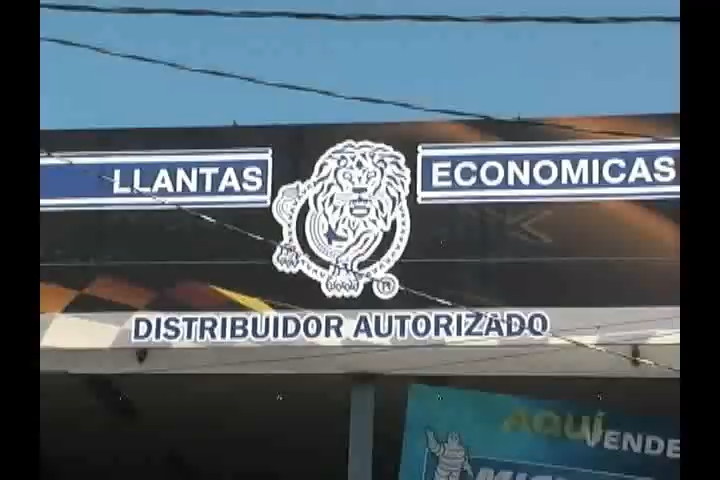 LLANTAS ECONOMICAS
DISTRIBUIDOR AUTORIZADO
AQUÍ
VENDE